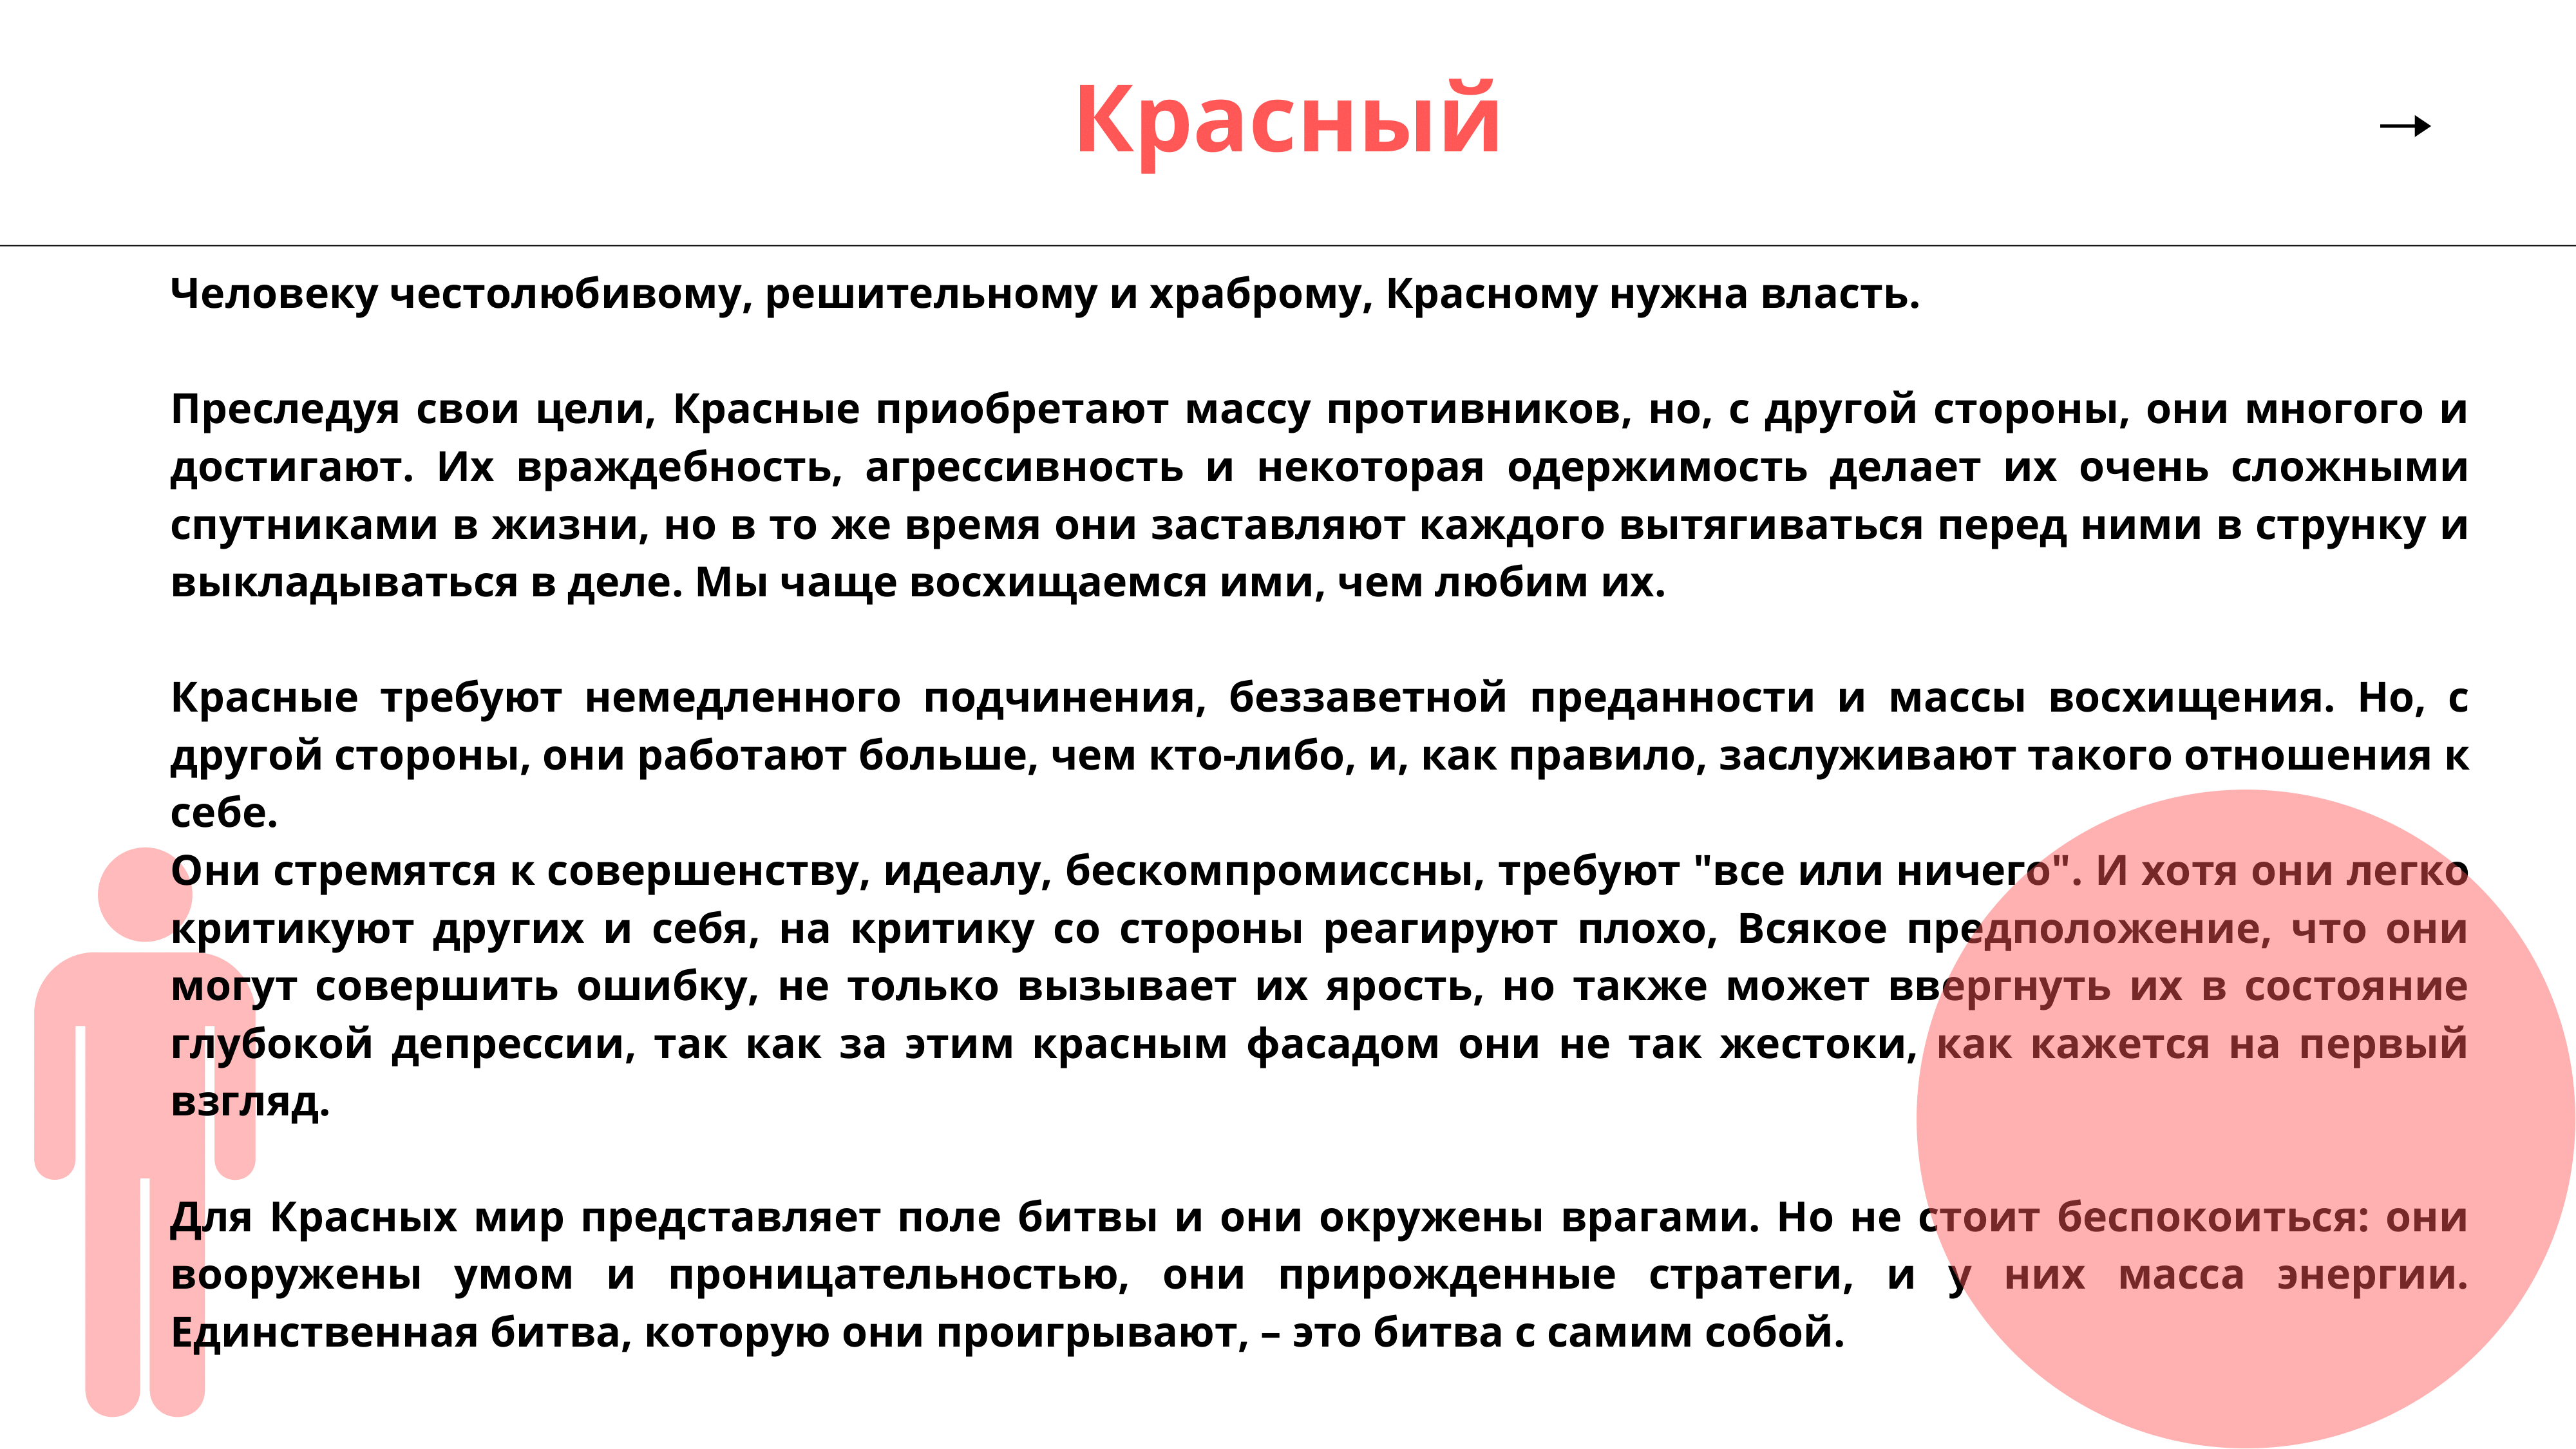 Красный
Человеку честолюбивому, решительному и храброму, Красному нужна власть.
Преследуя свои цели, Красные приобретают массу противников, но, с другой стороны, они многого и
достигают. Их враждебность, агрессивность и некоторая одержимость делает их очень сложными
спутниками в жизни, но в то же время они заставляют каждого вытягиваться перед ними в струнку и
выкладываться в деле. Мы чаще восхищаемся ими, чем любим их.
Красные требуют немедленного подчинения, беззаветной преданности и массы восхищения. Но, с
другой стороны, они работают больше, чем кто-либо, и, как правило, заслуживают такого отношения к
себе.
Они стремятся к совершенству, идеалу, бескомпромиссны, требуют "все или ничего". И хотя они легко
критикуют других и себя, на критику со стороны реагируют плохо, Всякое предположение, что они
могут совершить ошибку, не только вызывает их ярость, но также может ввергнуть их в состояние
глубокой депрессии, так как за этим красным фасадом они не так жестоки, как кажется на первый
взгляд.
Для Красных мир представляет поле битвы и они окружены врагами. Но не стоит беспокоиться: они
вооружены умом и проницательностью, они прирожденные стратеги, и у них масса энергии.
Единственная битва, которую они проигрывают, – это битва с самим собой.